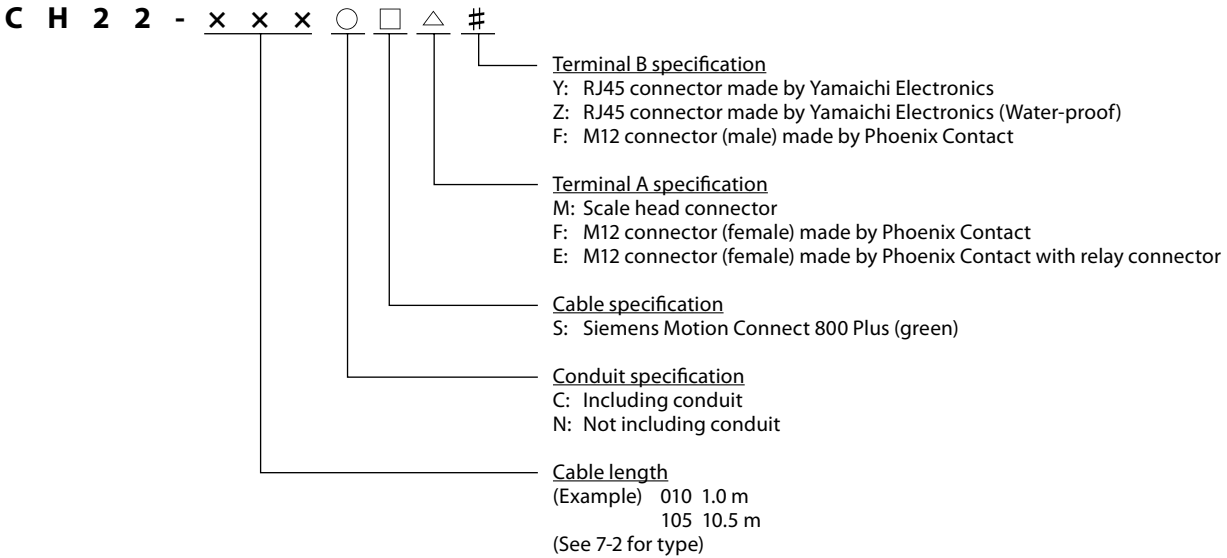 C H 2 2 - × × × ○ □ △ #
Terminal B specification
Y: RJ45 connector made by Yamaichi Electronics
Z: RJ45 connector made by Yamaichi Electronics (Water-proof)
F: M12 connector (male) made by Phoenix Contact
Terminal A specification
M: Scale head connector
F: M12 connector (female) made by Phoenix Contact
E: M12 connector (female) made by Phoenix Contact with relay connector
Cable specification
S: Siemens Motion Connect 800 Plus (green)
Conduit specification
C: Including conduit
N: Not including conduit
Cable length
(Example) 010 1.0 m
105 10.5 m
(See 7-2 for type)